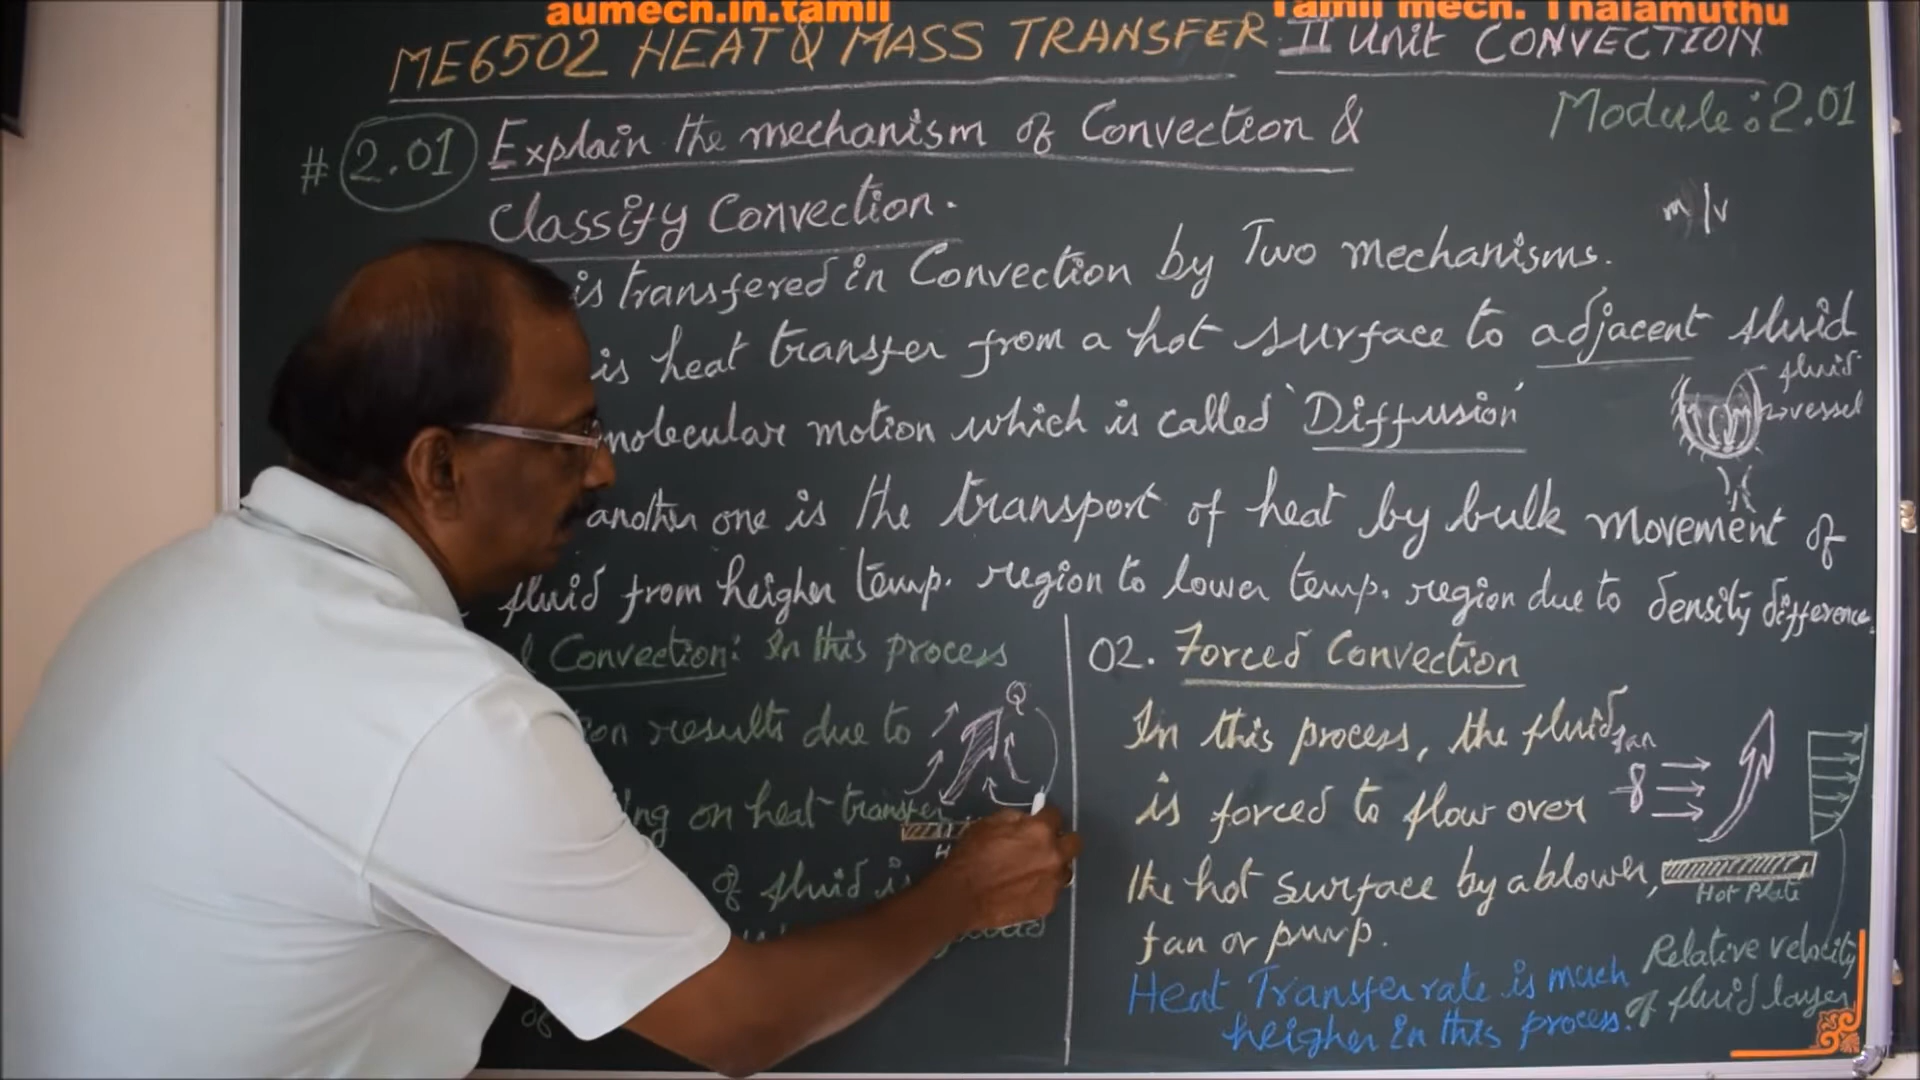 aumech.in.tamil
Tamil mech. Thalamuthu
ME6502 HEAT & MASS TRANSFER II Unit CONVECTION
Module: 2.01
# 2.01 Explain the mechanism of Convection &
Classify Convection.
m/v
is transfered in Convection by Two mechanisms.
is heat transfer from a hot surface to adjacent fluid
fluid
vessel
molecular motion which is called 'Diffusion'
another one is the transport of heat by bulk movement of
fluid from heigher temp. region to lower temp. region due to density difference.
Convection: In this process
results due to
Q
on heat transfer
H
of fluid
of
02. Forced Convection
In this process, the fluid
fan
is forced to flow over
the hot surface by a blower,
Hot Plate
fan or pump.
Relative velocity
of fluid layer
Heat Transfer rate is much
heigher in this process.